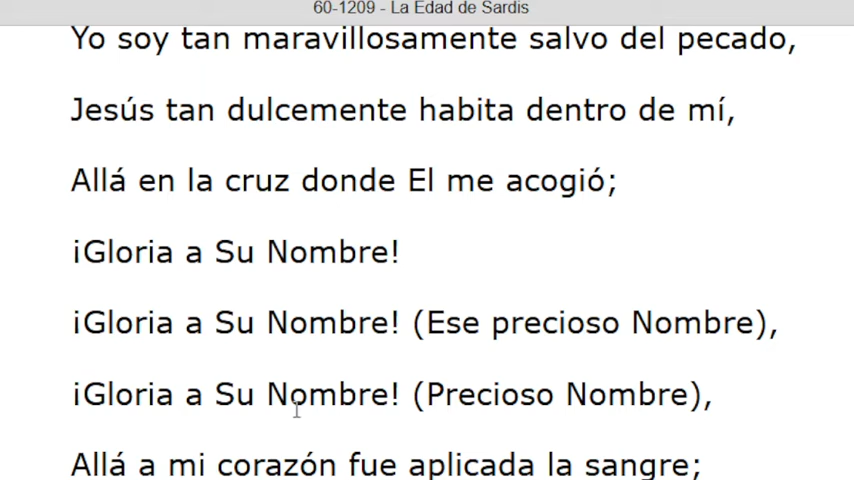 60-1209 - La Edad de Sardis
Yo soy tan maravillosamente salvo del pecado,
Jesús tan dulcemente habita dentro de mí,
Allá en la cruz donde El me acogió;
¡Gloria a Su Nombre!
¡Gloria a Su Nombre! (Ese precioso Nombre),
¡Gloria a Su Nombre! (Precioso Nombre),
Allá a mi corazón fue aplicada la sangre;